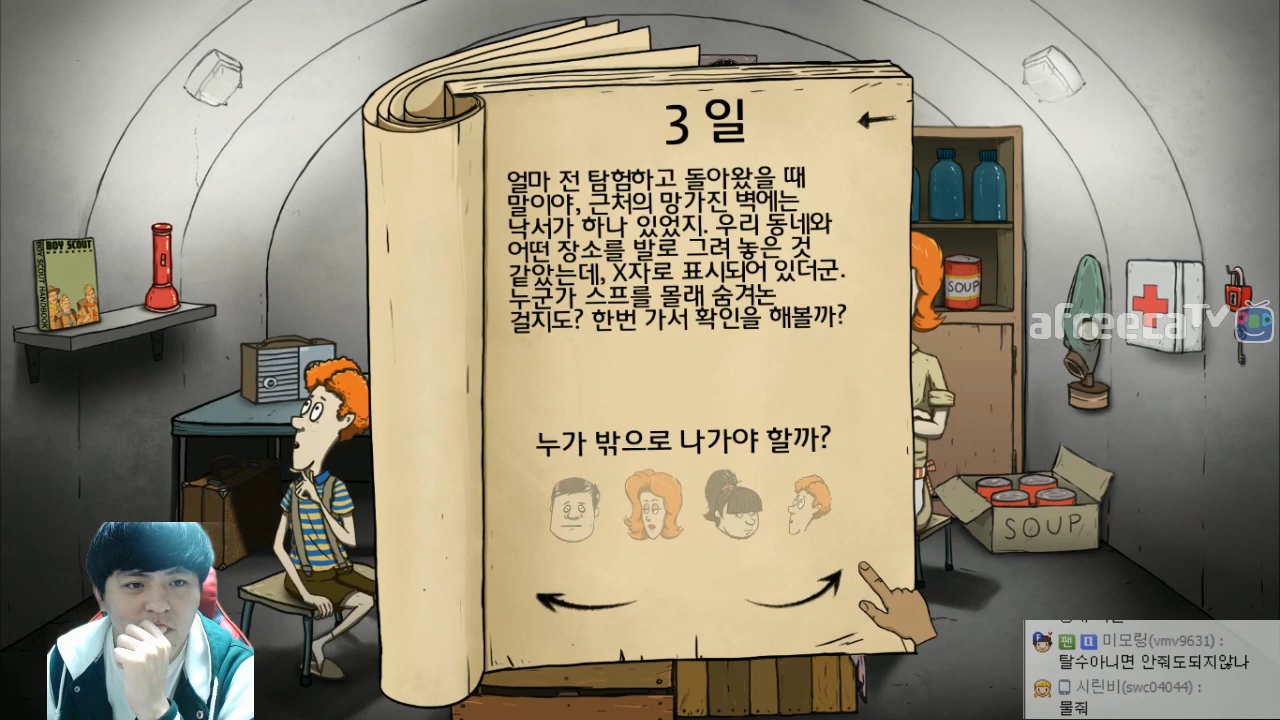 3 일
얼마 전 탐험하고 돌아왔을 때
말이야, 근처의 망가진 벽에는
낙서가 하나 있었지. 우리 동네와
어떤 장소를 발로 그려 놓은 것
같았는데, X자로 표시되어 있더군.
누군가 스프를 몰래 숨겨논
걸지도? 한번 가서 확인을 해볼까?
누가 밖으로 나가야 할까?
BOY SCOUT
BOY SCOUT HANDBOOK
SOUP
afreecaTV
SOUP
팬 미모링(vmv9631) :
탈수아니면 안줘도되지않나
시린비(swc04044) :
물줘